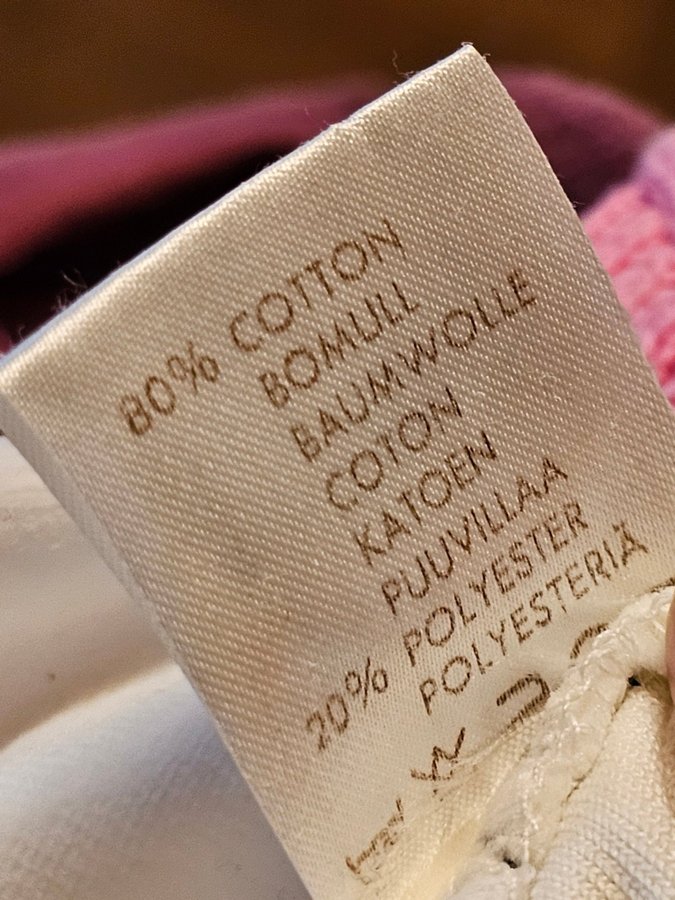 80% COTTON
BOMULL
BAUMWOLLE
COTON
KATOEN
PUUVILLAA
20% POLYESTER
POLYESTERIÄ